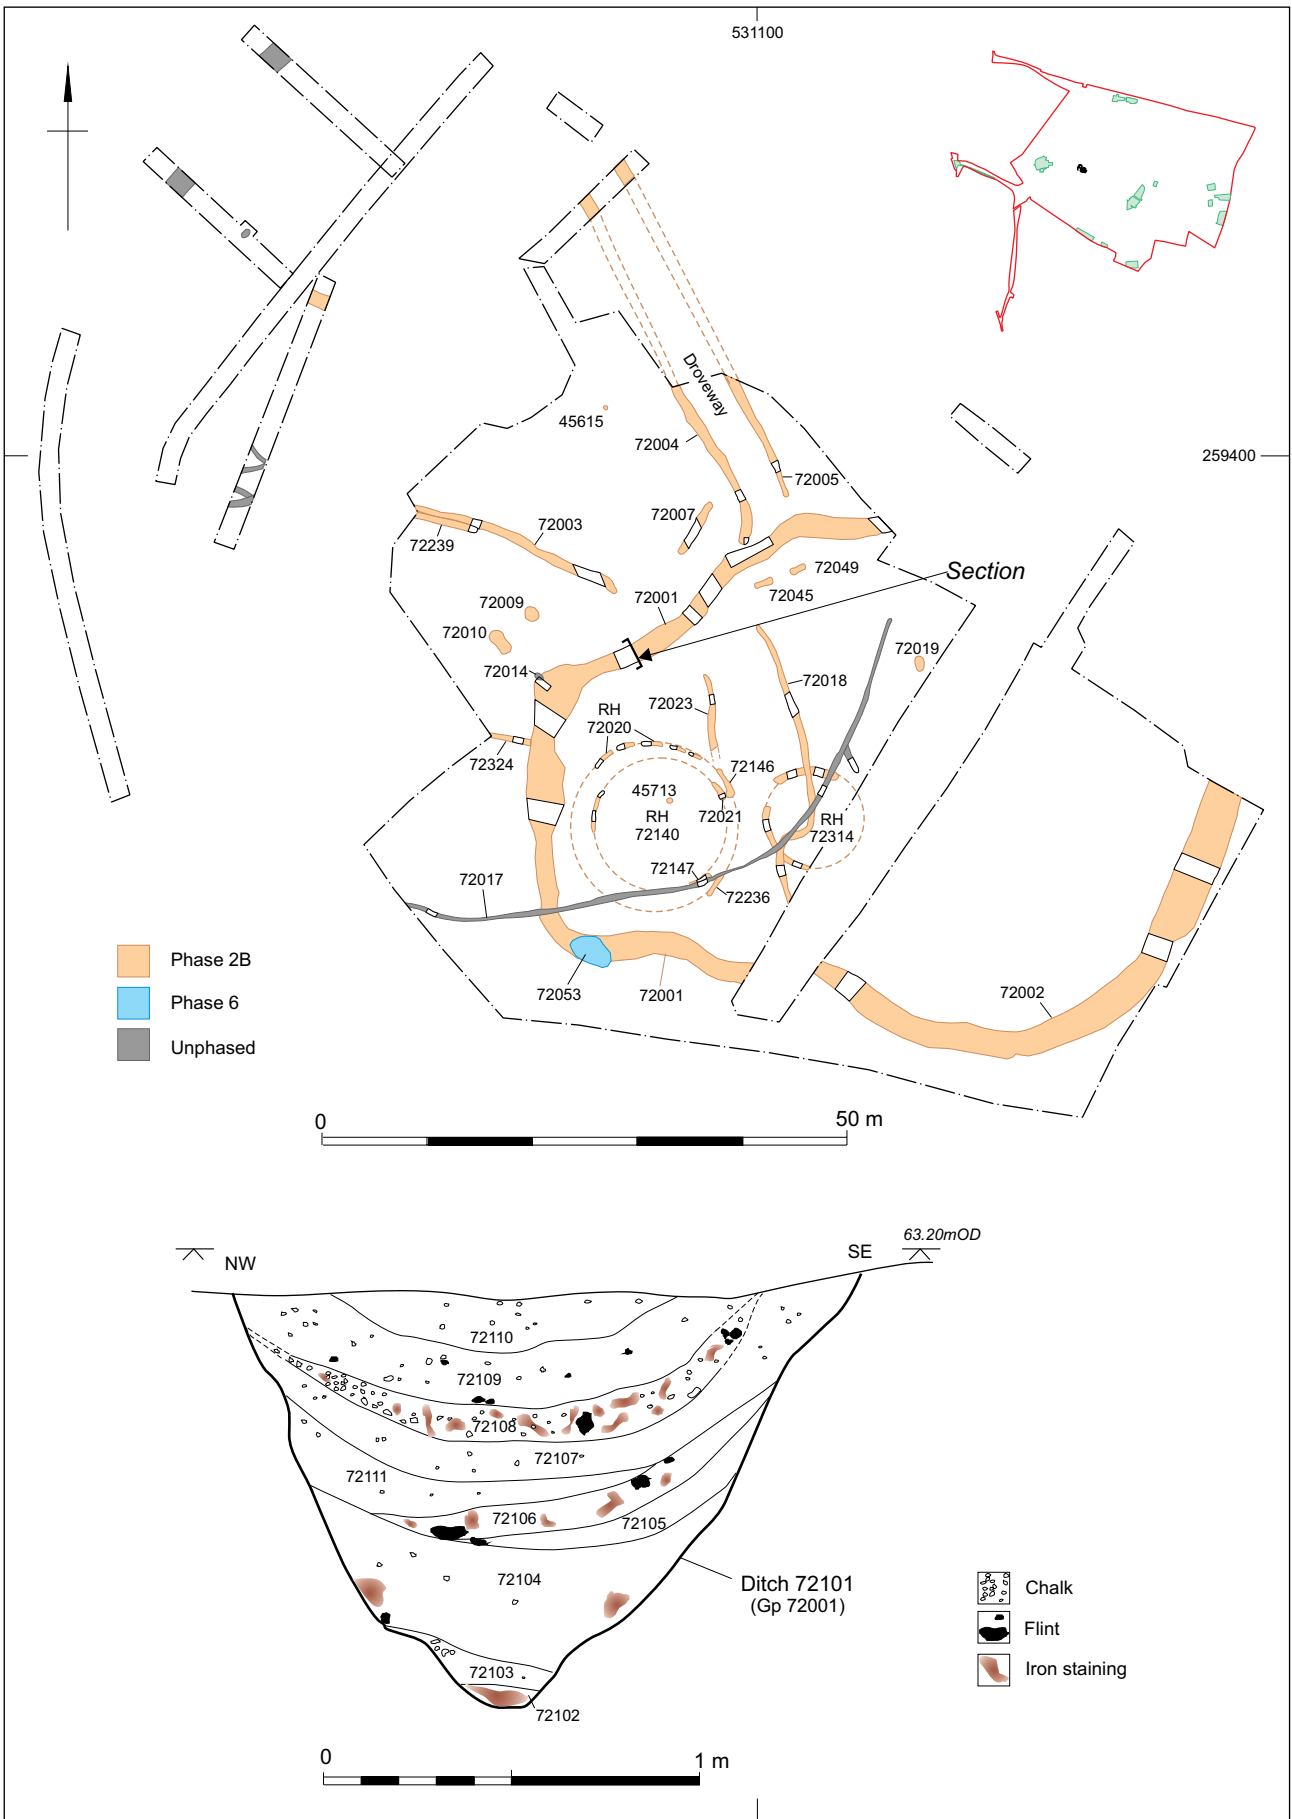 531100
259400
Droveway
45615
72004
72005
72007
72003
72239
72049
72045
Section
72001
72009
72010
72014
72019
72018
72023
RH
72020
72324
72146
45713
72021
RH
72140
RH
72314
72147
72017
72236
72053
72001
72002
Phase 2B
Phase 6
Unphased
0
50 m
63.20mOD
NW
SE
72110
72109
72108
72107
72111
72106
72105
72104
Ditch 72101
(Gp 72001)
72103
72102
Chalk
Flint
Iron staining
0
1 m